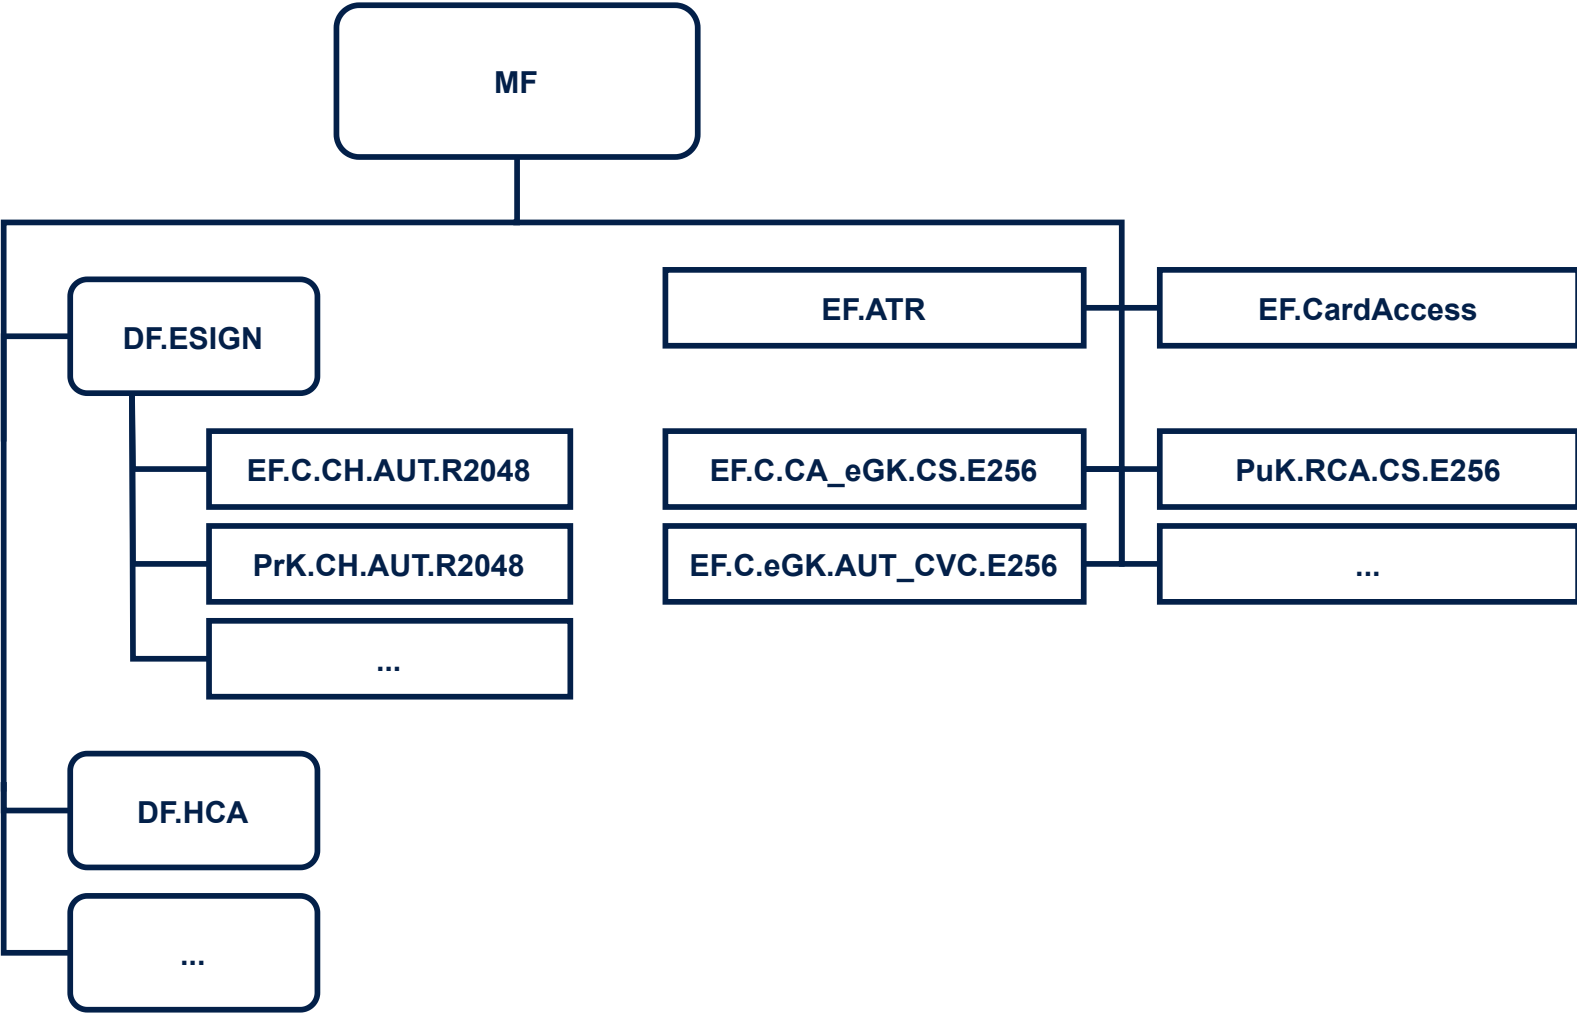 MF
DF.ESIGN
EF.C.CH.AUT.R2048
PrK.CH.AUT.R2048
...
DF.HCA
...
EF.ATR
EF.CardAccess
EF.C.CA_eGK.CS.E256
PuK.RCA.CS.E256
EF.C.eGK.AUT_CVC.E256
...